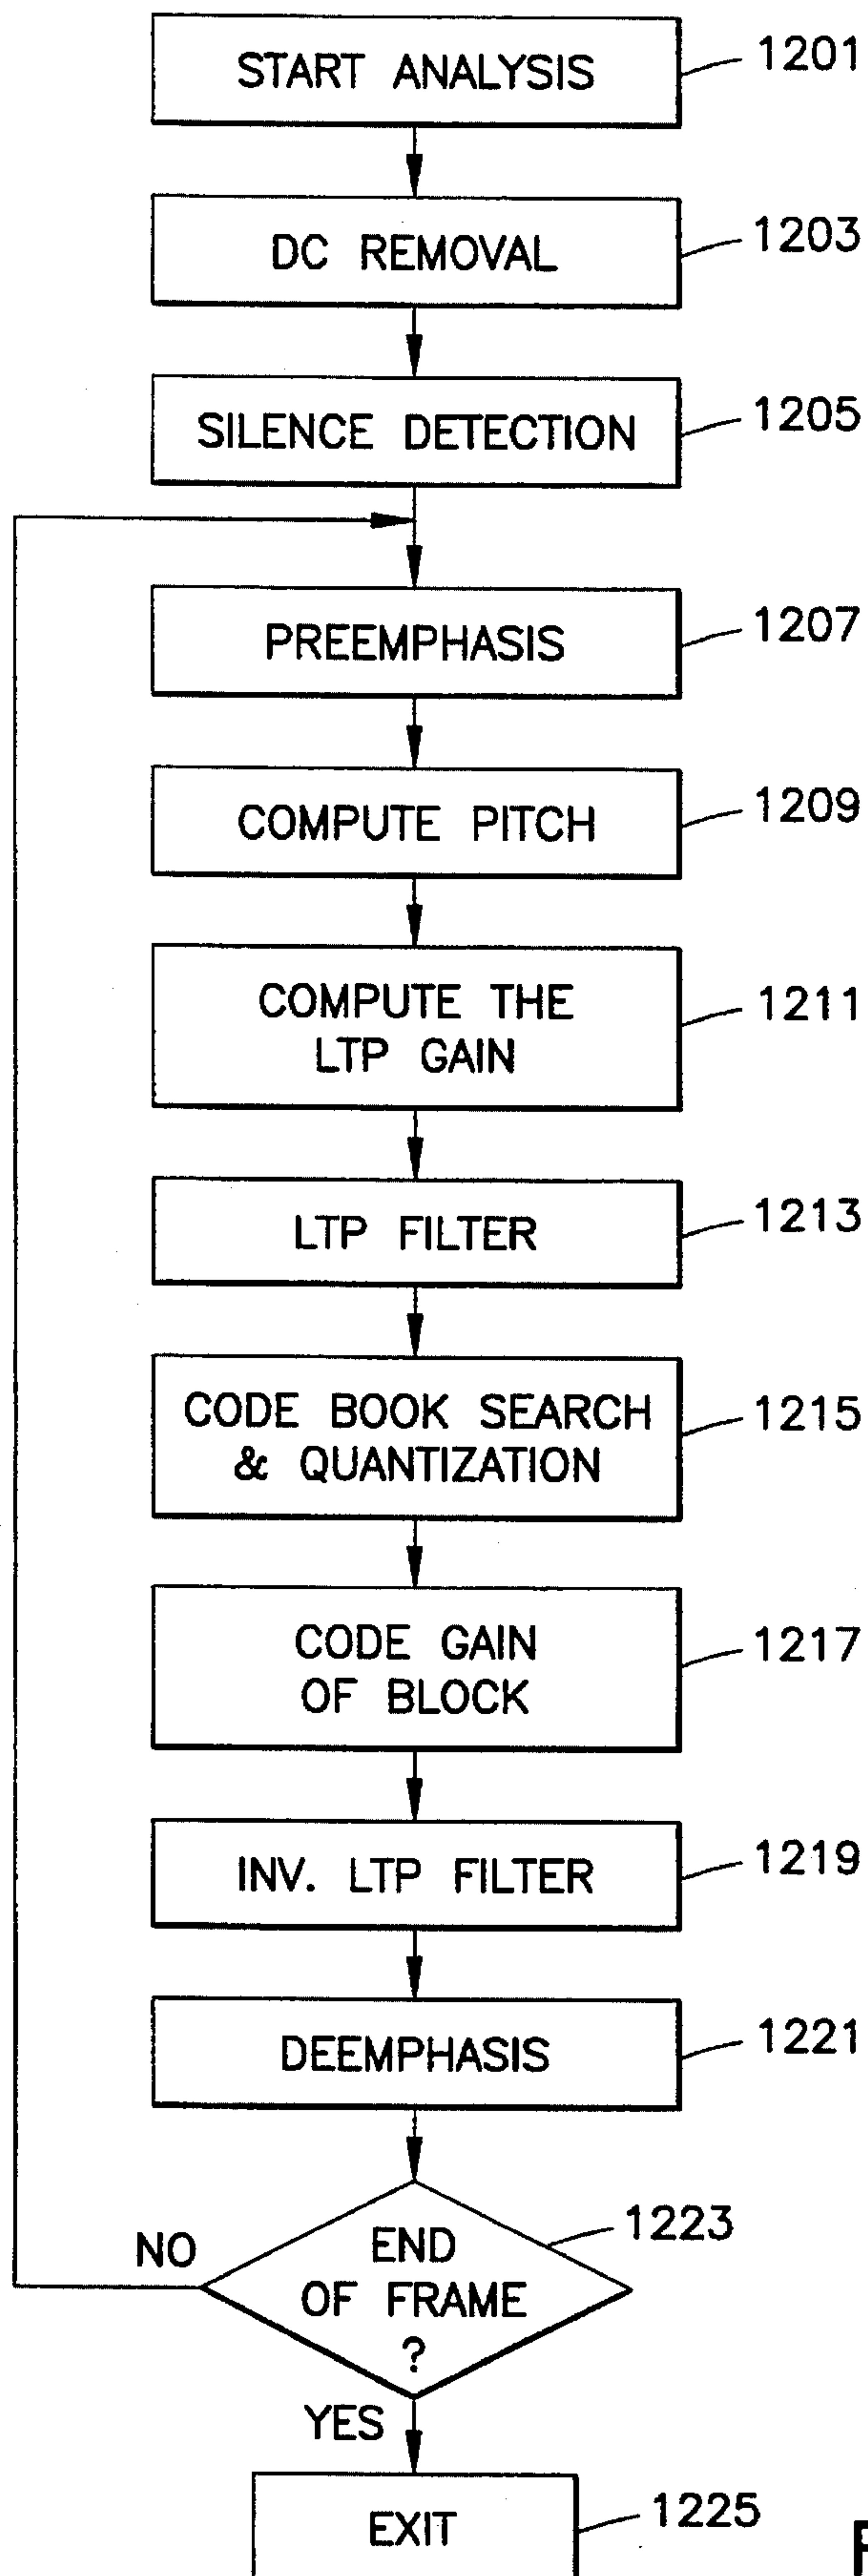 START ANALYSIS 1201
DC REMOVAL 1203
SILENCE DETECTION 1205
PREEMPHASIS 1207
COMPUTE PITCH 1209
COMPUTE THE
LTP GAIN
1211
LTP FILTER 1213
CODE BOOK SEARCH
& QUANTIZATION
1215
CODE GAIN
OF BLOCK
1217
INV. LTP FILTER 1219
DEEMPHASIS 1221
END
OF FRAME
?
1223
NO
YES
EXIT 1225